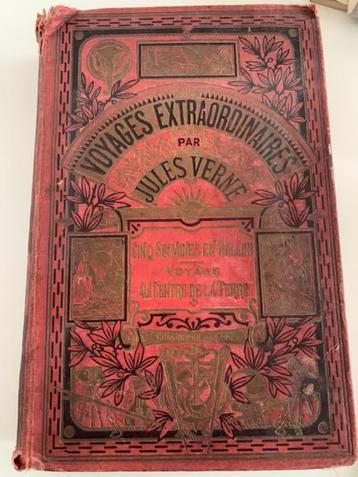 VOYAGES EXTRAORDINAIRES
PAR
JULES VERNE
CINQ SEMAINES EN BALLON
VOYAGE
AU CENTRE DE LA TERRE